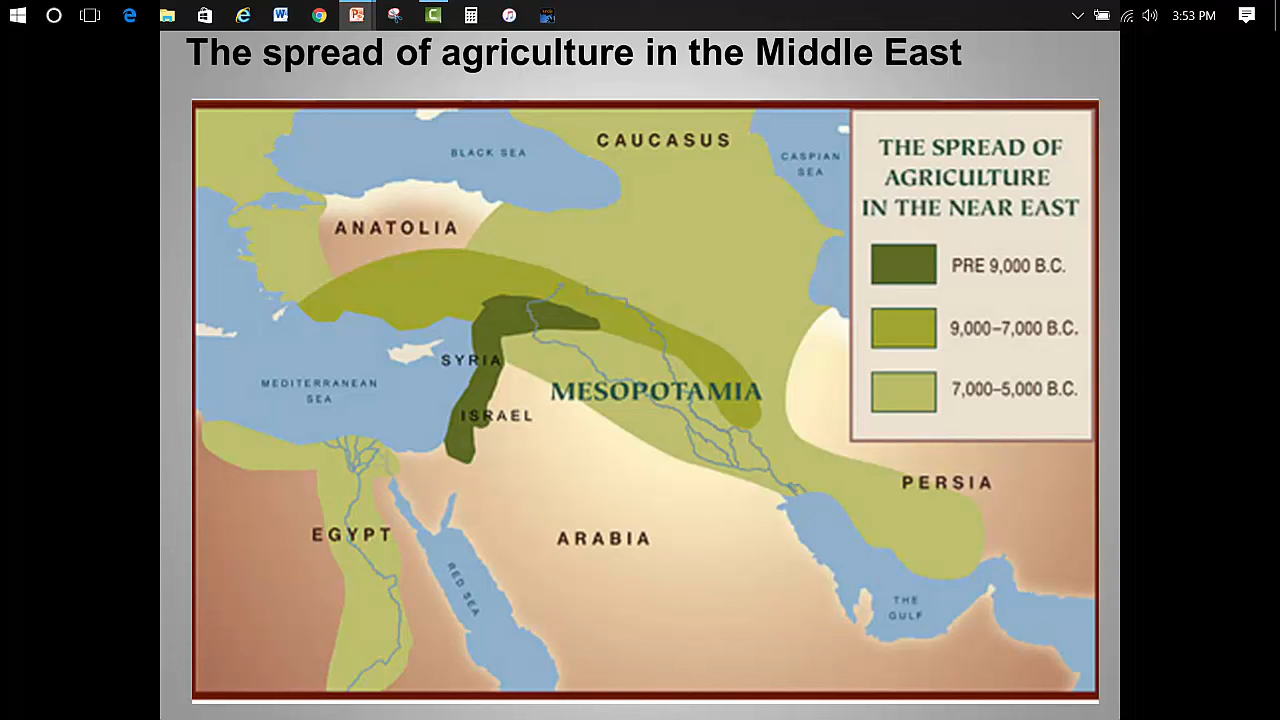 3:53 PM
The spread of agriculture in the Middle East
CAUCASUS
BLACK SEA
CASPIAN
SEA
THE SPREAD OF
AGRICULTURE
IN THE NEAR EAST
PRE 9,000 B.C.
9,000–7,000 B.C.
7,000–5,000 B.C.
ANATOLIA
SYRIA
MEDITERRANEAN
SEA
MESOPOTAMIA
ISRAEL
PERSIA
EGYPT
ARABIA
RED SEA
THE
GULF